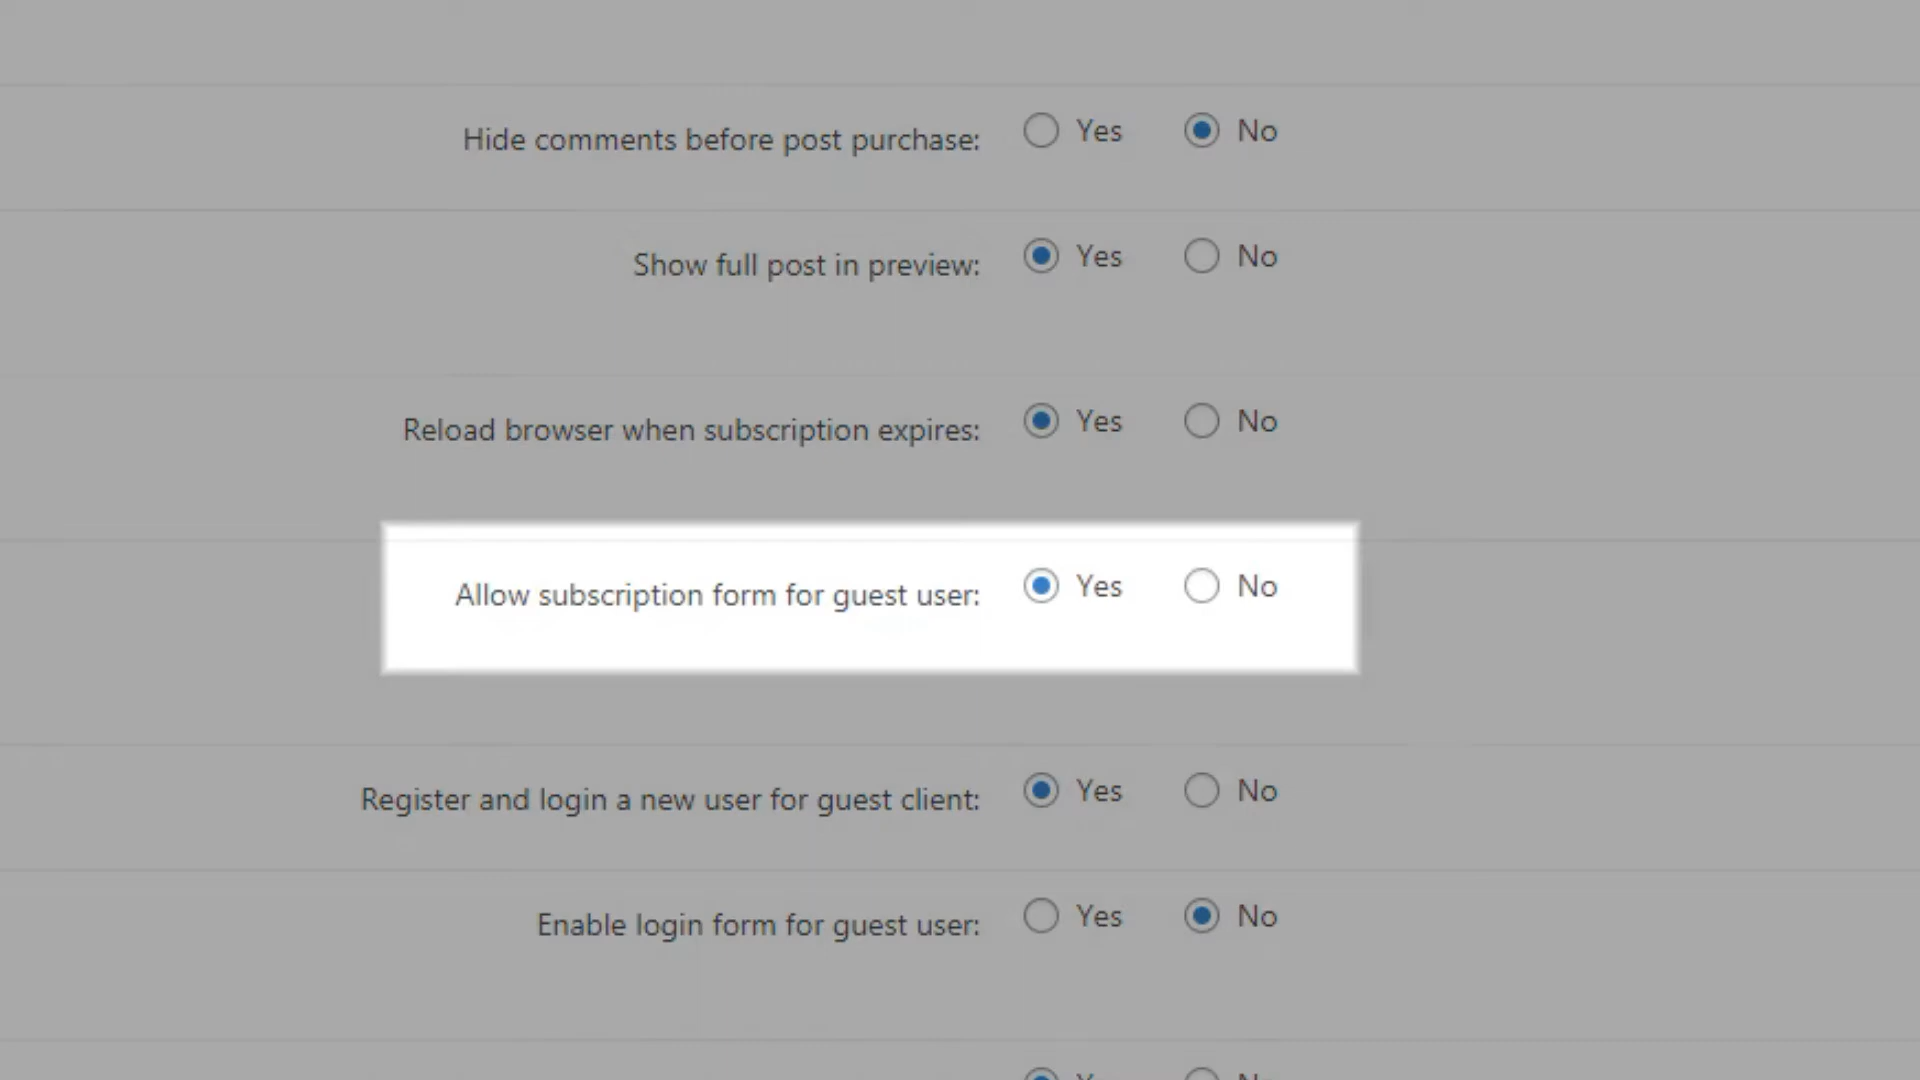 Hide comments before post purchase: Yes No
Show full post in preview: Yes No
Reload browser when subscription expires: Yes No
Allow subscription form for guest user: Yes No
Register and login a new user for guest client: Yes No
Enable login form for guest user: Yes No